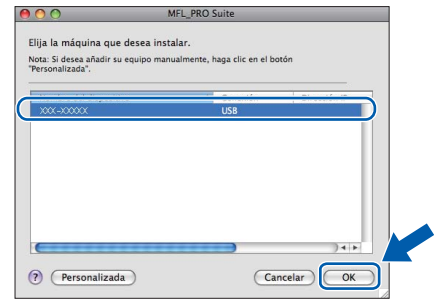 MFL_PRO Suite
Elija la máquina que desea instalar.
Nota: Si desea añadir su equipo manualmente, haga clic en el botón
"Personalizada".
XXX-XXXXX USB
? Personalizada Cancelar OK